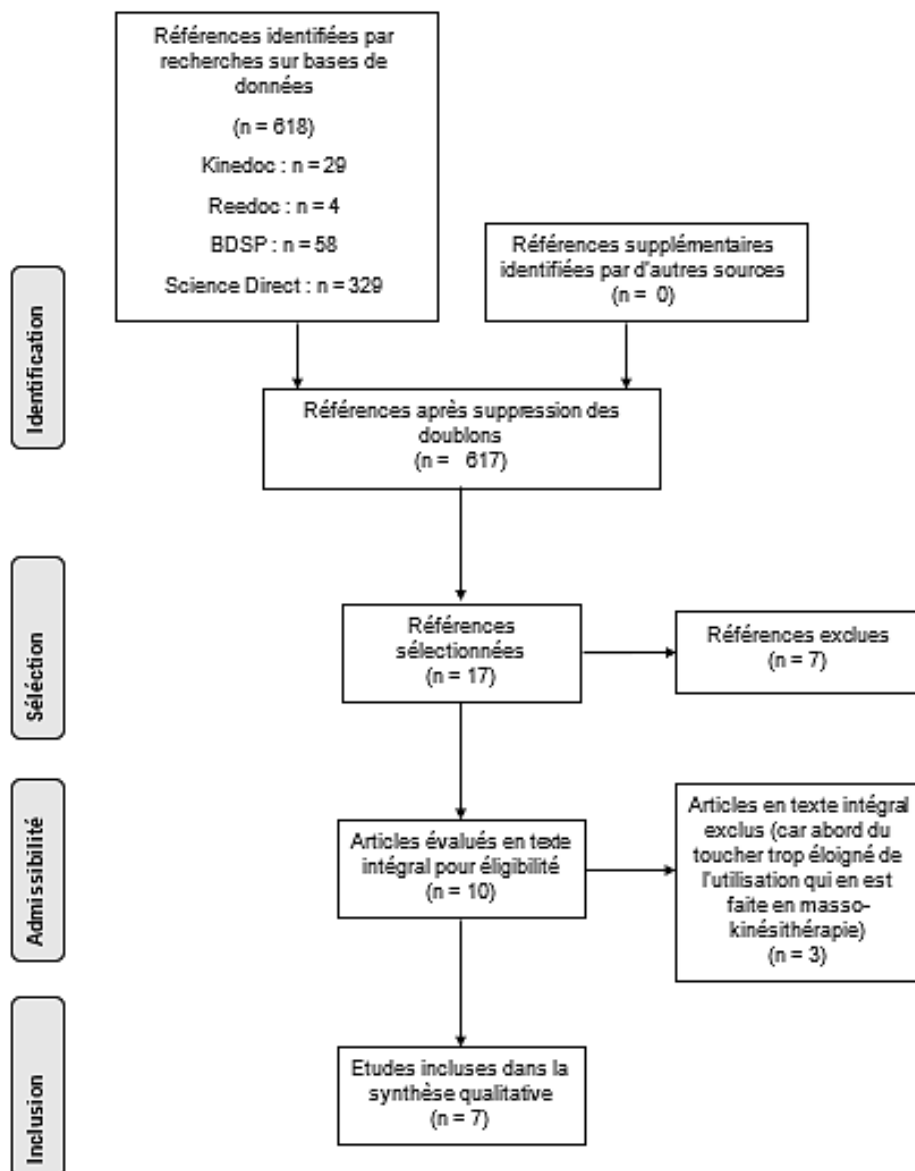 Références identifiées par
recherches sur bases de
données
(n = 618)
Kinedoc : n = 29
Reedoc : n = 4
BDSP : n = 58
Science Direct : n = 329
Références supplémentaires
identifiées par d'autres sources
(n = 0)
Identification
Références après suppression des
doublons
(n = 617)
Séléction
Références
sélectionnées
(n = 17)
Références exclues
(n = 7)
Admissibilité
Articles évalués en texte
intégral pour éligibilité
(n = 10)
Articles en texte intégral
exclus (car abord du
toucher trop éloigné de
l'utilisation qui en est
faite en masso-
kinésithérapie)
(n = 3)
Inclusion
Etudes incluses dans la
synthèse qualitative
(n = 7)